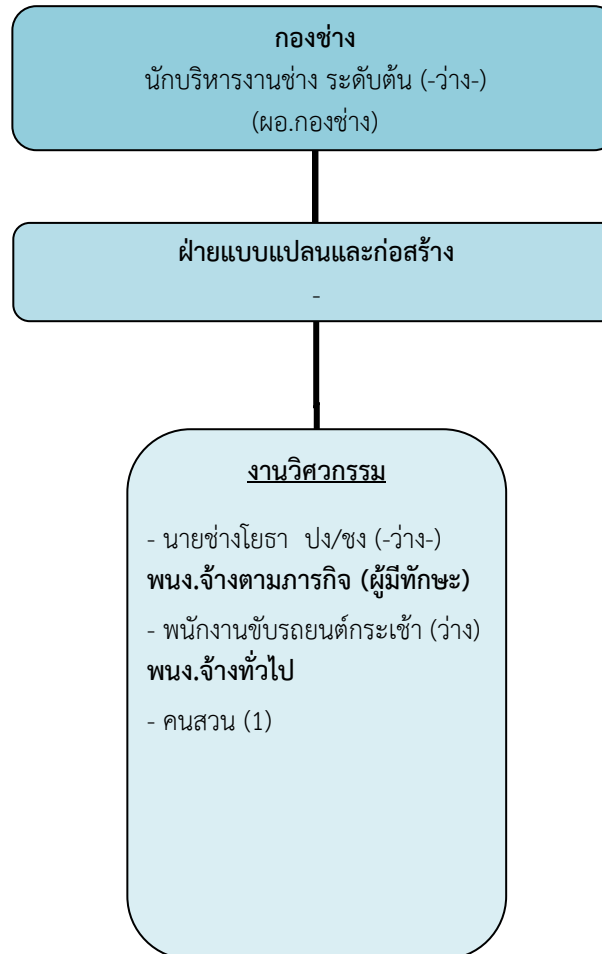 กองช่าง
นักบริหารงานช่าง ระดับต้น (-ว่าง-)
(ผอ.กองช่าง)
ฝ่ายแบบแปลนและก่อสร้าง
-
งานวิศวกรรม
- นายช่างโยธา ปง/ชง (-ว่าง-)
พนง.จ้างตามภารกิจ (ผู้มีทักษะ)
- พนักงานขับรถยนต์กระเช้า (ว่าง)
พนง.จ้างทั่วไป
- คนสวน (1)